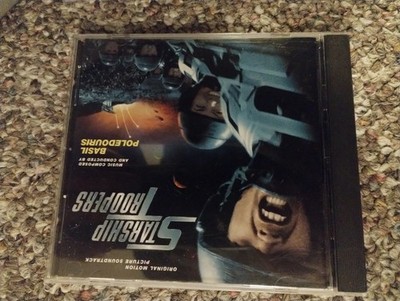 ORIGINAL MOTION
PICTURE SOUNDTRACK
STARSHIP
TROOPERS
MUSIC COMPOSED
AND CONDUCTED BY
BASIL
POLEDOURIS